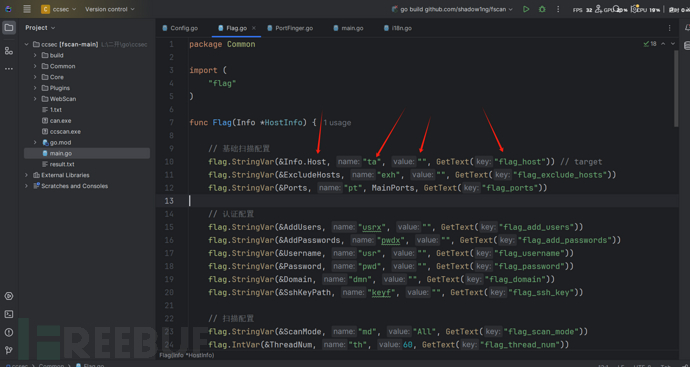 ccsec
Version control
go build github.com/shadow1ng/fscan
FPS 32
GPU
CPU 19%
Project
Config.go
Flag.go
PortFinger.go
main.go
I18n.go
ccsec [fscan-main]
build
Common
Core
Plugins
WebScan
1.txt
can.exe
ccscan.exe
go.mod
main.go
result.txt
External Libraries
Scratches and Consoles
18
1 package Common
2
3 import (
4 "flag"
5 )
6
7 func Flag(Info *HostInfo) { 1 usage
8
9 // 基础扫描配置
10 flag.StringVar(&Info.Host, name: "ta", value: "", GetText(key: "flag_host")) // target
11 flag.StringVar(&ExcludeHosts, name: "exh", value: "", GetText(key: "flag_exclude_hosts"))
12 flag.StringVar(&Ports, name: "pt", MainPorts, GetText(key: "flag_ports"))
13
14 // 认证配置
15 flag.StringVar(&AddUsers, name: "usrx", value: "", GetText(key: "flag_add_users"))
16 flag.StringVar(&AddPasswords, name: "pwdx", value: "", GetText(key: "flag_add_passwords"))
17 flag.StringVar(&Username, name: "usr", value: "", GetText(key: "flag_username"))
18 flag.StringVar(&Password, name: "pwd", value: "", GetText(key: "flag_password"))
19 flag.StringVar(&Domain, name: "dmn", value: "", GetText(key: "flag_domain"))
20 flag.StringVar(&SshKeyPath, name: "keyf", value: "", GetText(key: "flag_ssh_key"))
21
22 // 扫描配置
23 flag.StringVar(&ScanMode, name: "md", value: "All", GetText(key: "flag_scan_mode"))
24 flag.IntVar(&ThreadNum, name: "th", value: 60, GetText(key: "flag_thread_num"))
Flag(Info *HostInfo)
FREEBUF
ccsec
Common
Flag.go